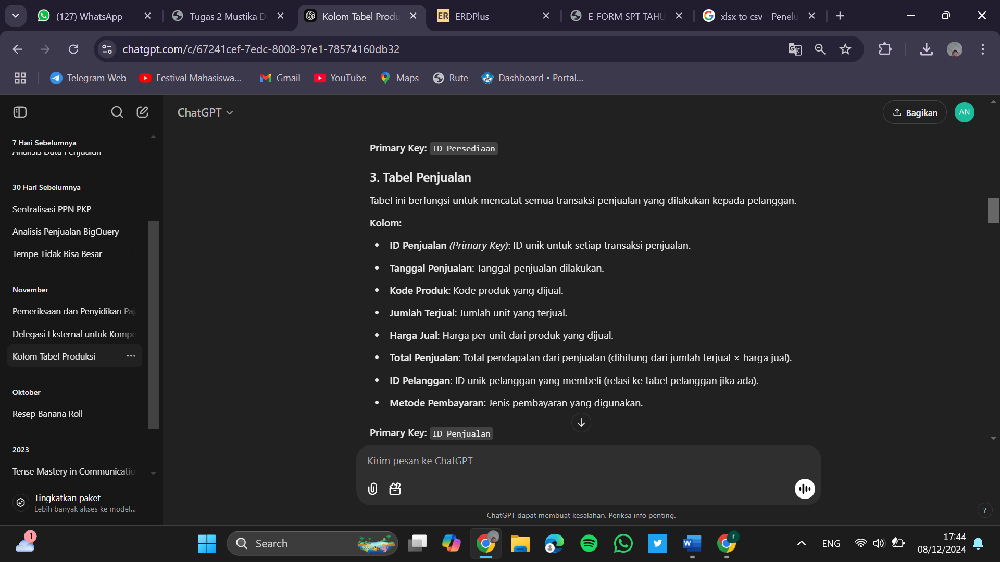 (127) WhatsApp
Tugas 2 Mustika D
Kolom Tabel Produ
ER ERDPlus
E-FORM SPT TAHU
xlsx to csv - Penelu
chatgpt.com/c/67241cef-7edc-8008-97e1-78574160db32
Telegram Web
Festival Mahasiswa...
Gmail
YouTube
Maps
Rute
Dashboard • Portal...
ChatGPT
Bagikan
AN
7 Hari Sebelumnya
Analisis Data Penjualan
30 Hari Sebelumnya
Sentralisasi PPN PKP
Analisis Penjualan BigQuery
Tempe Tidak Bisa Besar
November
Pemeriksaan dan Penyidikan Paj
Delegasi Eksternal untuk Kompe
Kolom Tabel Produksi
Oktober
Resep Banana Roll
2023
Tense Mastery in Communicatio
Tingkatkan paket
Lebih banyak akses ke model...
Primary Key: ID Persediaan
3. Tabel Penjualan
Tabel ini berfungsi untuk mencatat semua transaksi penjualan yang dilakukan kepada pelanggan.
Kolom:
• ID Penjualan (Primary Key): ID unik untuk setiap transaksi penjualan.
• Tanggal Penjualan: Tanggal penjualan dilakukan.
• Kode Produk: Kode produk yang dijual.
• Jumlah Terjual: Jumlah unit yang terjual.
• Harga Jual: Harga per unit dari produk yang dijual.
• Total Penjualan: Total pendapatan dari penjualan (dihitung dari jumlah terjual × harga jual).
• ID Pelanggan: ID unik pelanggan yang membeli (relasi ke tabel pelanggan jika ada).
• Metode Pembayaran: Jenis pembayaran yang digunakan.
Primary Key: ID Penjualan
Kirim pesan ke ChatGPT
ChatGPT dapat membuat kesalahan. Periksa info penting.
?
1
Search
W
r
ENG
17:44
08/12/2024